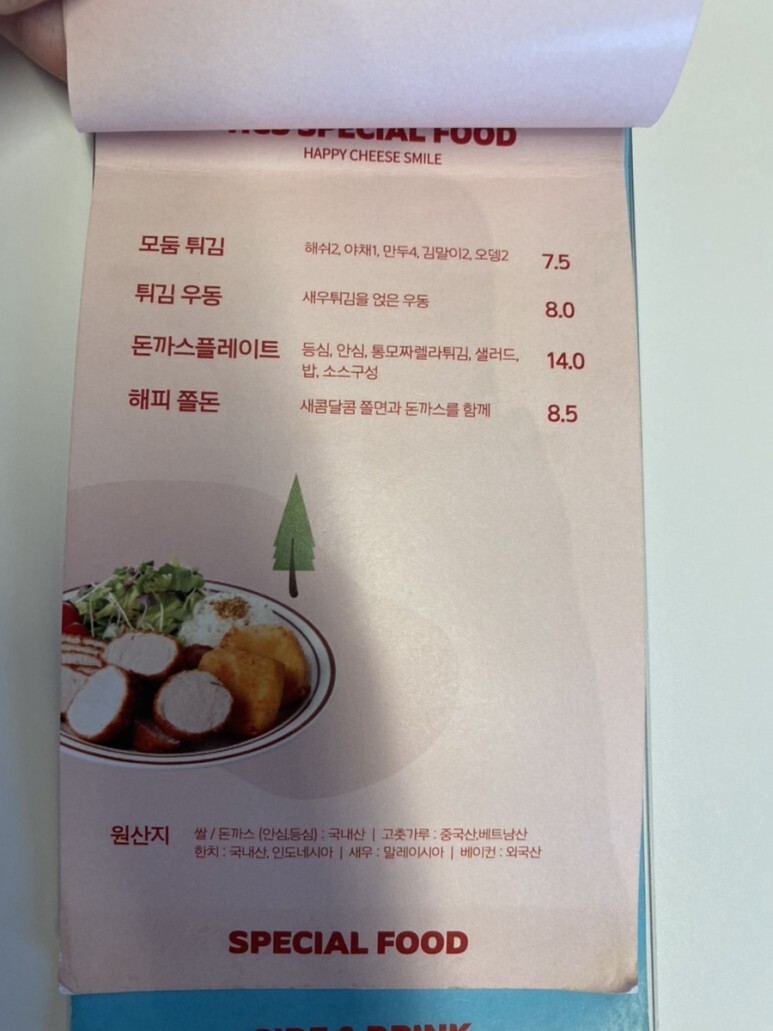 SPECIAL FOOD
HAPPY CHEESE SMILE
모둠 튀김 해쉬2, 야채1, 만두4, 김말이2, 오뎅2 7.5
튀김 우동 새우튀김을 얹은 우동 8.0
돈까스플레이트 등심, 안심, 통모짜렐라튀김, 샐러드, 14.0
밥, 소스구성
해피 쫄돈 새콤달콤 쫄면과 돈까스를 함께 8.5
원산지 쌀 / 돈까스 (안심,등심) : 국내산 | 고춧가루 : 중국산,베트남산
한치 : 국내산, 인도네시아 | 새우 : 말레이시아 | 베이컨 : 외국산
SPECIAL FOOD
SIDE & DRINK